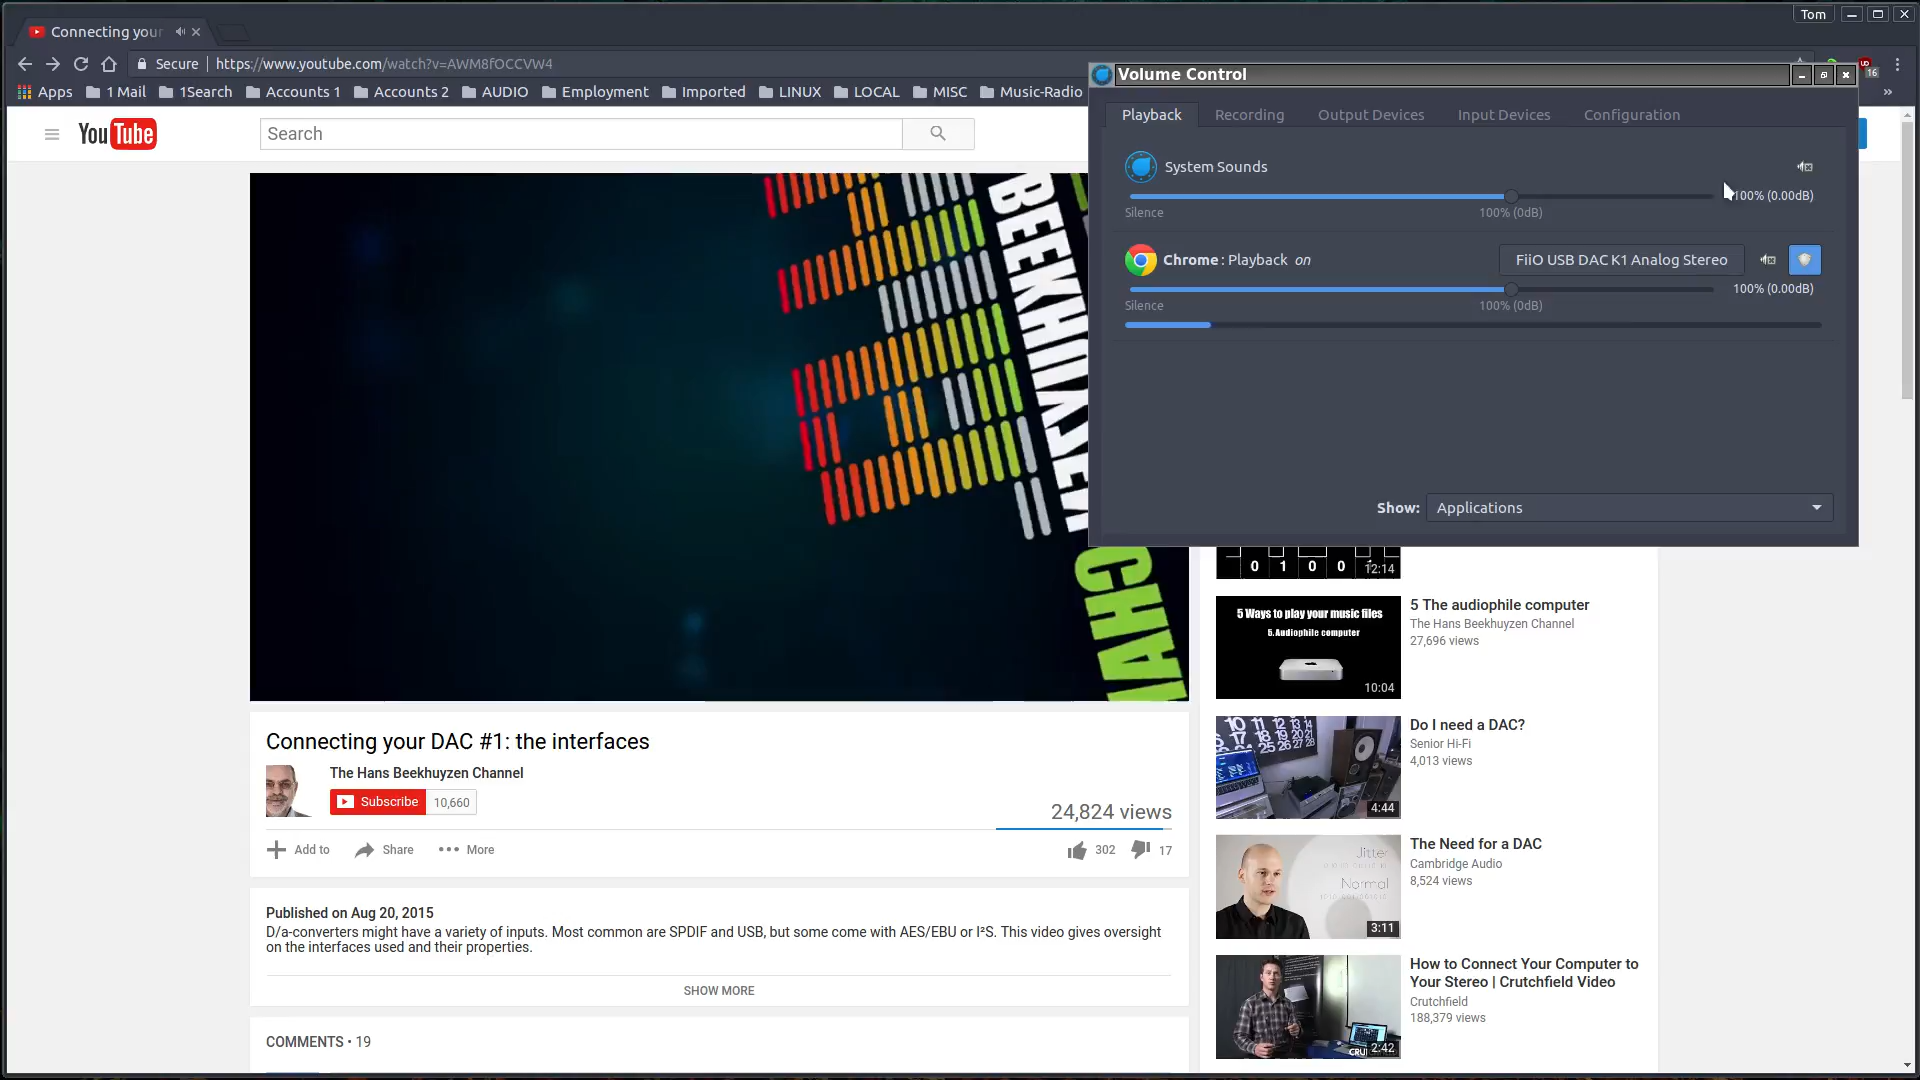 Tom
Connecting your
Secure
https://www.youtube.com/watch?v=AWM8fOCCVW4
16
Apps
1 Mail
1Search
Accounts 1
Accounts 2
AUDIO
Employment
Imported
LINUX
LOCAL
MISC
Music-Radio
»
YouTube
Search
Volume Control
Playback
Recording
Output Devices
Input Devices
Configuration
System Sounds
100% (0.00dB)
Silence
100% (0dB)
Chrome: Playback on
FiiO USB DAC K1 Analog Stereo
100% (0.00dB)
Silence
100% (0dB)
Show:
Applications
BEEKHUYZEN
CHAN
0 1 0 0
12:14
5 Ways to play your music files
5. Audiophile computer
10:04
5 The audiophile computer
The Hans Beekhuyzen Channel
27,696 views
4:44
Do I need a DAC?
Senior Hi-Fi
4,013 views
Jitter
Normal
3:11
The Need for a DAC
Cambridge Audio
8,524 views
2:42
How to Connect Your Computer to
Your Stereo | Crutchfield Video
Crutchfield
188,379 views
Connecting your DAC #1: the interfaces
The Hans Beekhuyzen Channel
Subscribe
10,660
24,824 views
Add to
Share
More
302
17
Published on Aug 20, 2015
D/a-converters might have a variety of inputs. Most common are SPDIF and USB, but some come with AES/EBU or I²S. This video gives oversight
on the interfaces used and their properties.
SHOW MORE
COMMENTS • 19